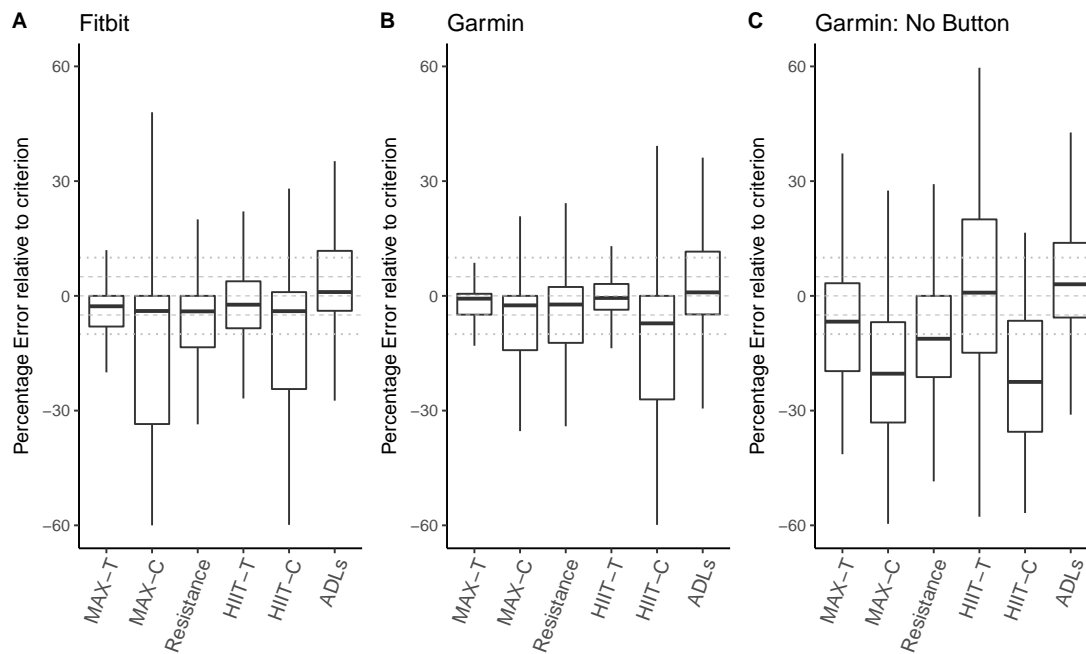 A Fitbit
Percentage Error relative to criterion
60
30
0
−30
−60
MAX−T
MAX−C
Resistance
HIIT−T
HIIT−C
ADLs
B Garmin
Percentage Error relative to criterion
60
30
0
−30
−60
MAX−T
MAX−C
Resistance
HIIT−T
HIIT−C
ADLs
C Garmin: No Button
Percentage Error relative to criterion
60
30
0
−30
−60
MAX−T
MAX−C
Resistance
HIIT−T
HIIT−C
ADLs